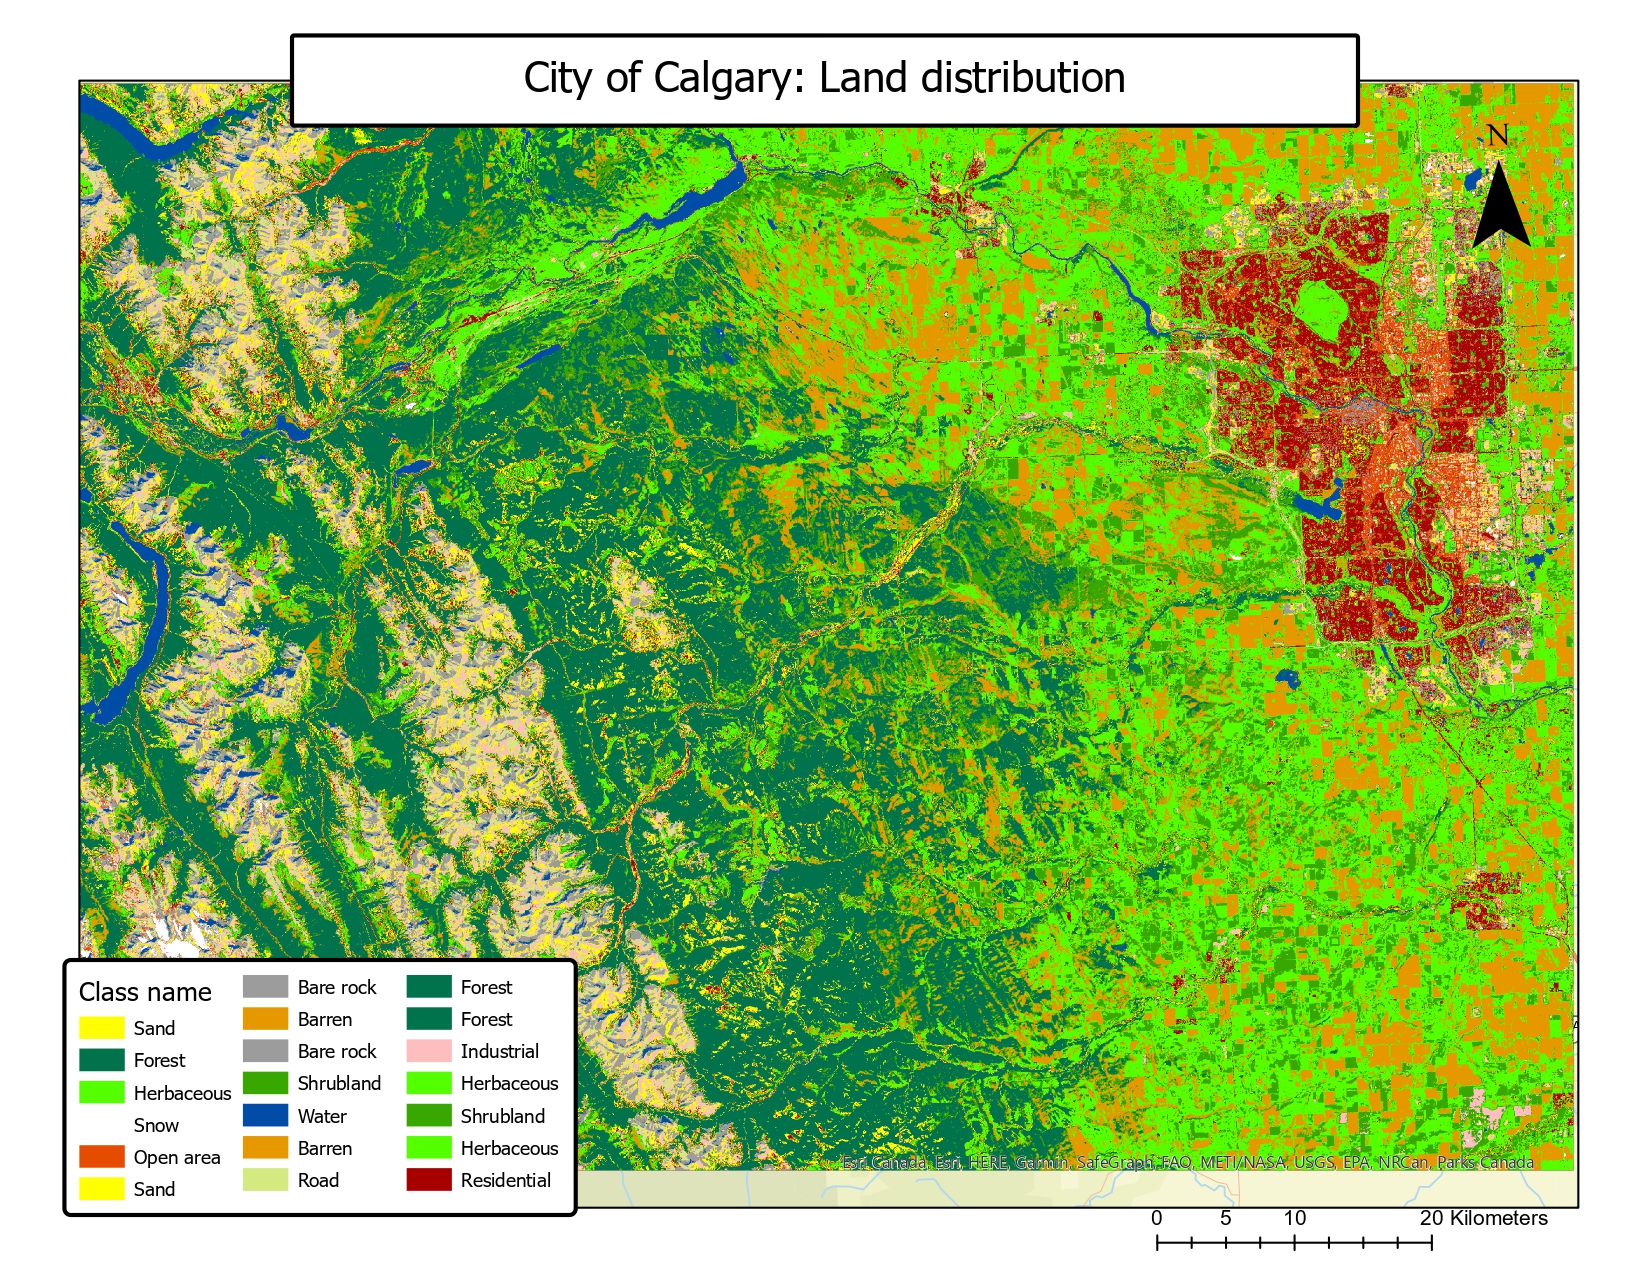 City of Calgary: Land distribution
N
Class name
Sand
Forest
Herbaceous
Snow
Open area
Sand
Bare rock
Barren
Bare rock
Shrubland
Water
Barren
Road
Forest
Forest
Industrial
Herbaceous
Shrubland
Herbaceous
Residential
Esri Canada, Esri, HERE, Garmin, SafeGraph, FAO, METI/NASA, USGS, EPA, NRCan, Parks Canada
0 5 10 20 Kilometers